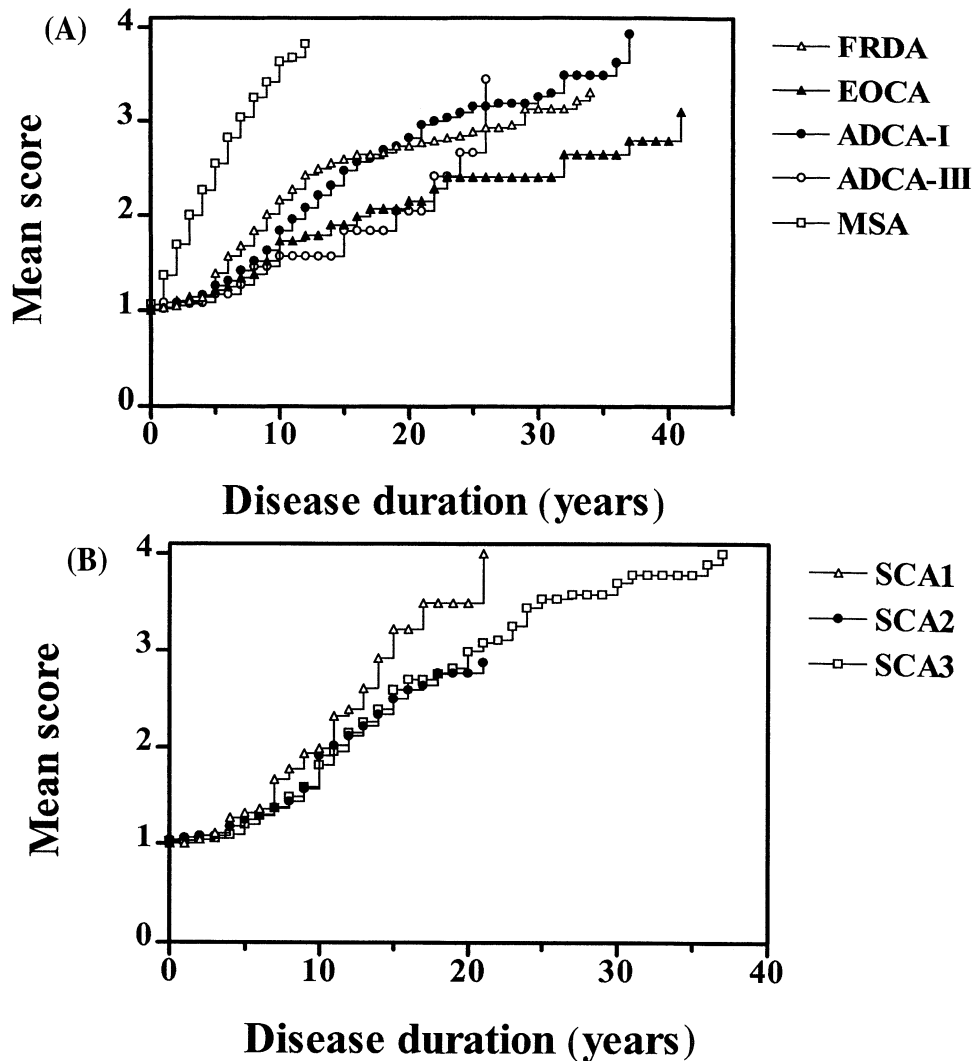 (A)
4
3
2
1
0
Mean score
0 10 20 30 40
Disease duration (years)
FRDA
EOCA
ADCA-I
ADCA-III
MSA
(B)
4
3
2
1
0
Mean score
0 10 20 30 40
Disease duration (years)
SCA1
SCA2
SCA3